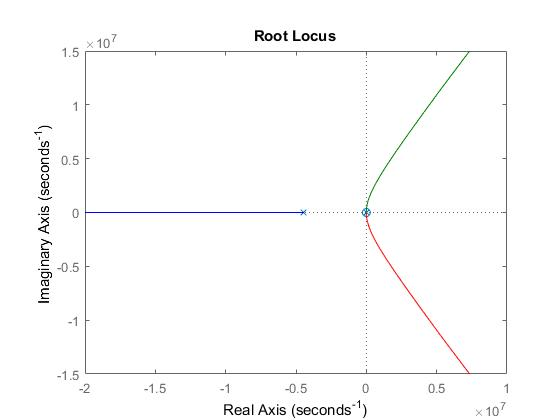 Root Locus
×10⁷
1.5
1
0.5
0
-0.5
-1
-1.5
Imaginary Axis (seconds⁻¹)
-2 -1.5 -1 -0.5 0 0.5 1
Real Axis (seconds⁻¹)
×10⁷